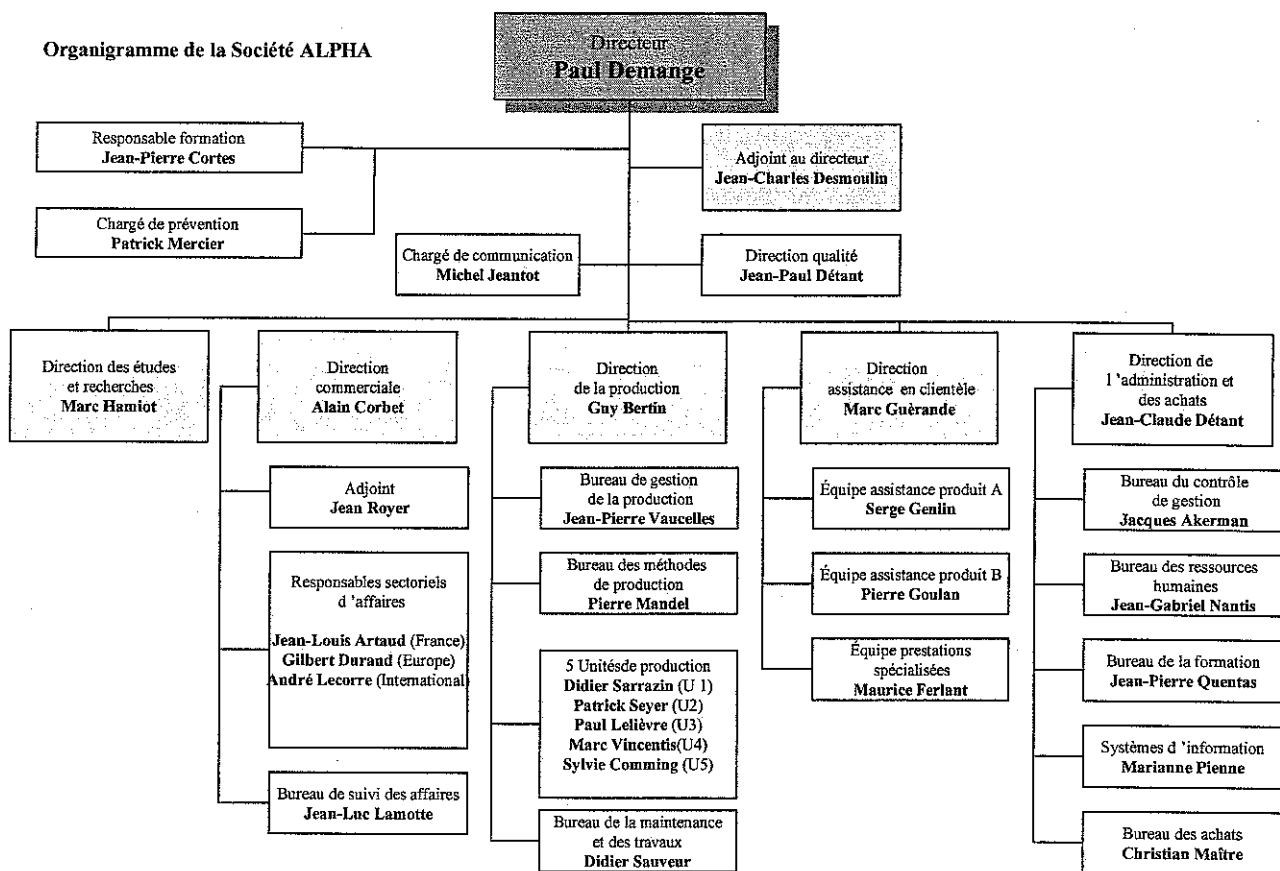 Organigramme de la Société ALPHA
Directeur
Paul Demange
Responsable formation
Jean-Pierre Cortes
Adjoint au directeur
Jean-Charles Desmoulin
Chargé de prévention
Patrick Mercier
Chargé de communication
Michel Jeantot
Direction qualité
Jean-Paul Détant
Direction des études
et recherches
Marc Hamiot
Direction
commerciale
Alain Corbet
Direction
de la production
Guy Bertin
Direction
assistance en clientèle
Marc Guèrande
Direction de
l 'administration et
des achats
Jean-Claude Détant
Adjoint
Jean Royer
Responsables sectoriels
d 'affaires
Jean-Louis Artaud (France)
Gilbert Duraud (Europe)
André Lecorre (International)
Bureau de suivi des affaires
Jean-Luc Lamotte
Bureau de gestion
de la production
Jean-Pierre Vaucelles
Bureau des méthodes
de production
Pierre Mandel
5 Unitésde production
Didier Sarrazin (U 1)
Patrick Seyer (U2)
Paul Lelièvre (U3)
Marc Vincentis(U4)
Sylvie Comming (U5)
Bureau de la maintenance
et des travaux
Didier Sauveur
Équipe assistance produit A
Serge Genlin
Équipe assistance produit B
Pierre Goulan
Équipe prestations
spécialisées
Maurice Ferlant
Bureau du contrôle
de gestion
Jacques Akerman
Bureau des ressources
humaines
Jean-Gabriel Nantis
Bureau de la formation
Jean-Pierre Quentas
Systèmes d 'information
Marianne Pienne
Bureau des achats
Christian Maître